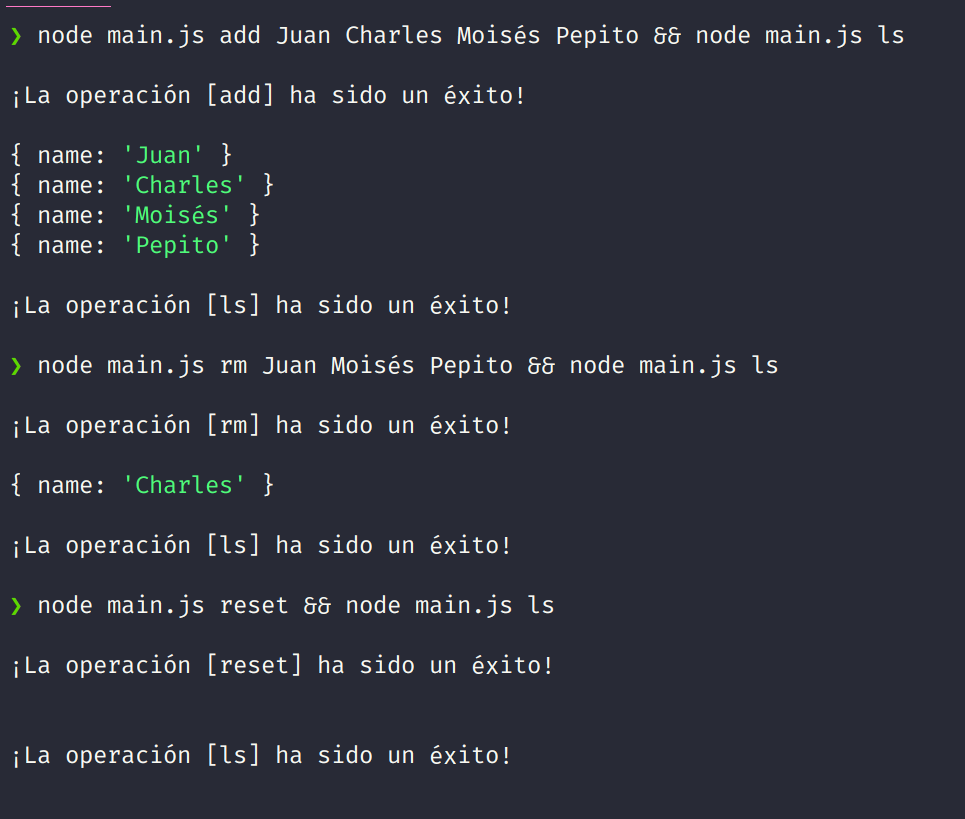 ❯ node main.js add Juan Charles Moisés Pepito && node main.js ls
¡La operación [add] ha sido un éxito!
{ name: 'Juan' }
{ name: 'Charles' }
{ name: 'Moisés' }
{ name: 'Pepito' }
¡La operación [ls] ha sido un éxito!
❯ node main.js rm Juan Moisés Pepito && node main.js ls
¡La operación [rm] ha sido un éxito!
{ name: 'Charles' }
¡La operación [ls] ha sido un éxito!
❯ node main.js reset && node main.js ls
¡La operación [reset] ha sido un éxito!
¡La operación [ls] ha sido un éxito!